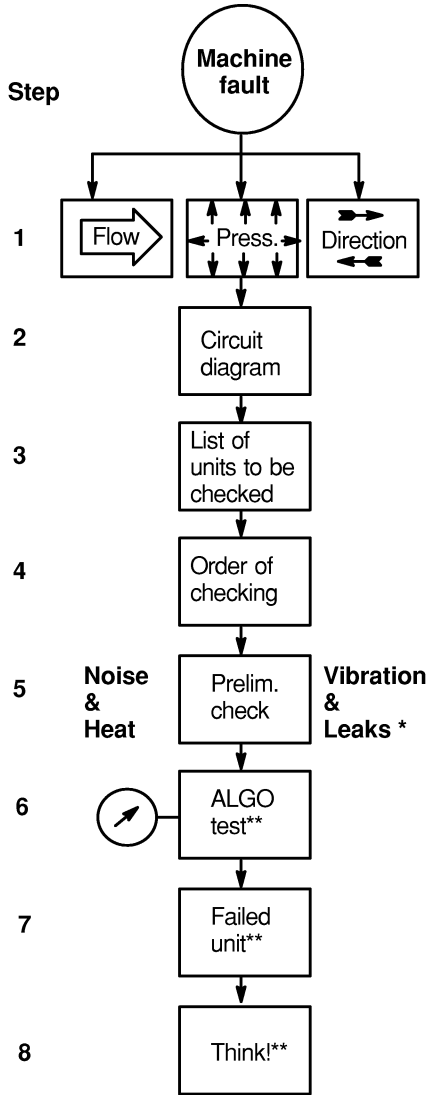 Machine
fault
Step
1
Flow
Press.
Direction
2
Circuit
diagram
3
List of
units to be
checked
4
Order of
checking
5
Noise
&
Heat
Prelim.
check
Vibration
&
Leaks *
6
ALGO
test**
7
Failed
unit**
8
Think!**